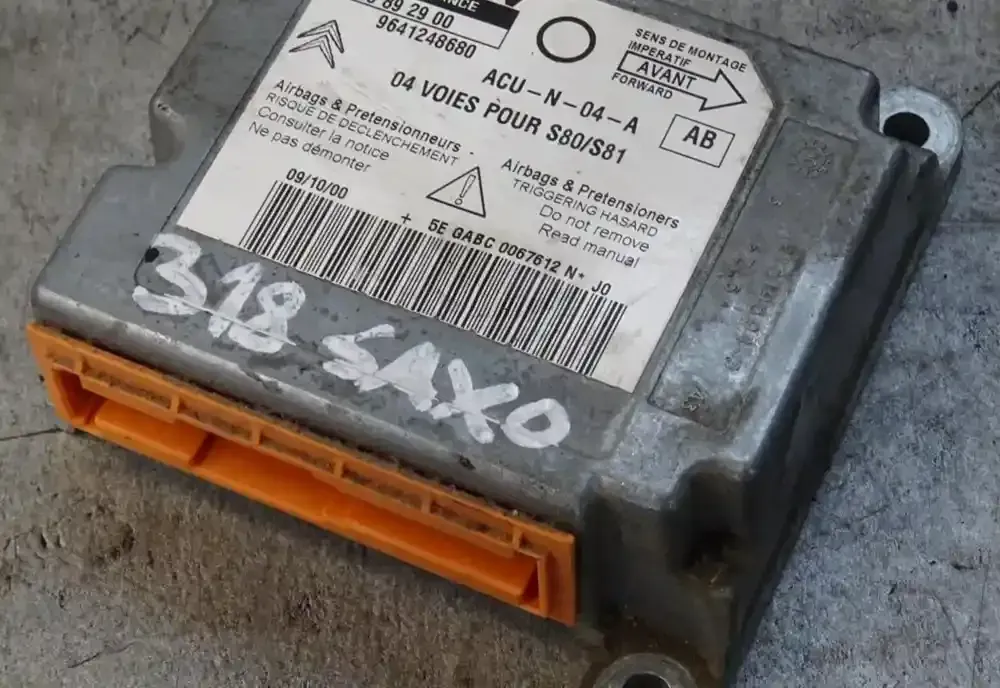 892900
9641248680
SENS DE MONTAGE
IMPERATIF
AVANT
FORWARD
ACU-N-04-A
04 VOIES POUR S80/S81
AB
Airbags & Pretensionneurs
RISQUE DE DECLENCHEMENT
Consulter la notice
Ne pas démonter
Airbags & Pretensioners
TRIGGERING HASARD
Do not remove
Read manual
09/10/00
+ 5E GABC 0067612 N+ J0
318 SAXO